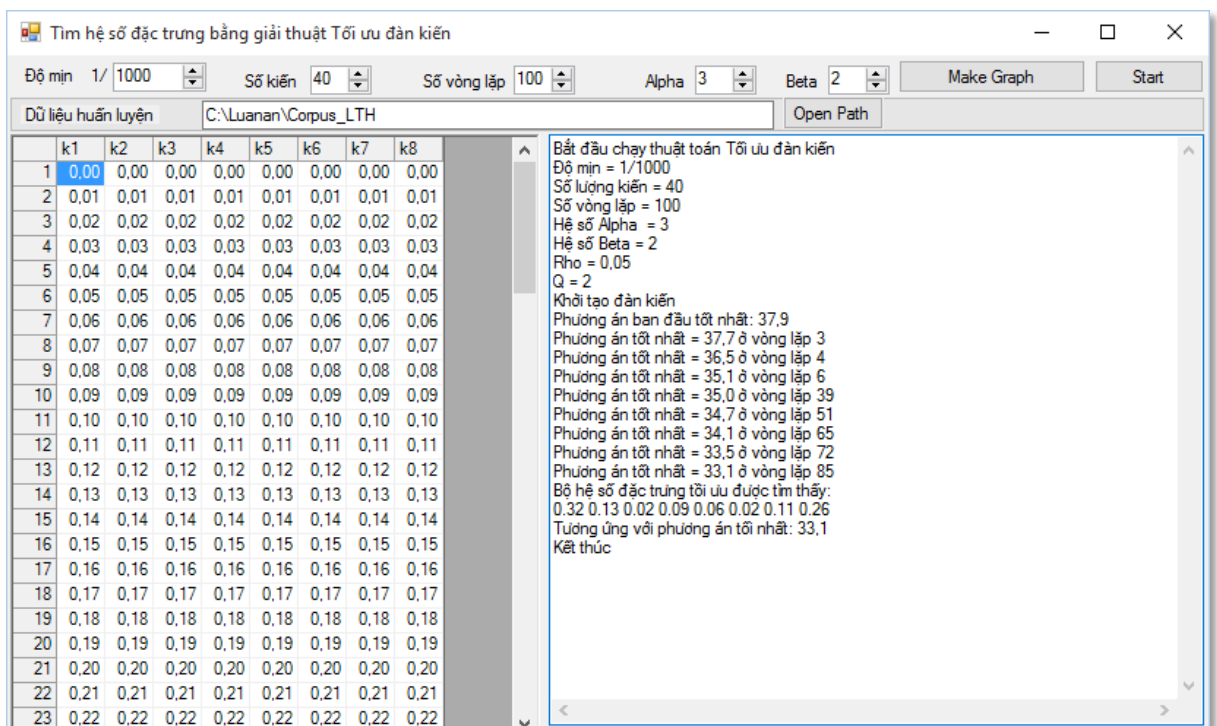 Tìm hệ số đặc trưng bằng giải thuật Tối ưu đàn kiến
Độ mịn 1/ 1000 Số kiến 40 Số vòng lặp 100 Alpha 3 Beta 2 Make Graph Start
Dữ liệu huấn luyện C:\Luanan\Corpus_LTH Open Path
k1 k2 k3 k4 k5 k6 k7 k8
1 0,00 0,00 0,00 0,00 0,00 0,00 0,00 0,00
2 0,01 0,01 0,01 0,01 0,01 0,01 0,01 0,01
3 0,02 0,02 0,02 0,02 0,02 0,02 0,02 0,02
4 0,03 0,03 0,03 0,03 0,03 0,03 0,03 0,03
5 0,04 0,04 0,04 0,04 0,04 0,04 0,04 0,04
6 0,05 0,05 0,05 0,05 0,05 0,05 0,05 0,05
7 0,06 0,06 0,06 0,06 0,06 0,06 0,06 0,06
8 0,07 0,07 0,07 0,07 0,07 0,07 0,07 0,07
9 0,08 0,08 0,08 0,08 0,08 0,08 0,08 0,08
10 0,09 0,09 0,09 0,09 0,09 0,09 0,09 0,09
11 0,10 0,10 0,10 0,10 0,10 0,10 0,10 0,10
12 0,11 0,11 0,11 0,11 0,11 0,11 0,11 0,11
13 0,12 0,12 0,12 0,12 0,12 0,12 0,12 0,12
14 0,13 0,13 0,13 0,13 0,13 0,13 0,13 0,13
15 0,14 0,14 0,14 0,14 0,14 0,14 0,14 0,14
16 0,15 0,15 0,15 0,15 0,15 0,15 0,15 0,15
17 0,16 0,16 0,16 0,16 0,16 0,16 0,16 0,16
18 0,17 0,17 0,17 0,17 0,17 0,17 0,17 0,17
19 0,18 0,18 0,18 0,18 0,18 0,18 0,18 0,18
20 0,19 0,19 0,19 0,19 0,19 0,19 0,19 0,19
21 0,20 0,20 0,20 0,20 0,20 0,20 0,20 0,20
22 0,21 0,21 0,21 0,21 0,21 0,21 0,21 0,21
23 0,22 0,22 0,22 0,22 0,22 0,22 0,22 0,22
Bắt đầu chạy thuật toán Tối ưu đàn kiến
Độ mịn = 1/1000
Số lượng kiến = 40
Số vòng lặp = 100
Hệ số Alpha = 3
Hệ số Beta = 2
Rho = 0,05
Q = 2
Khởi tạo đàn kiến
Phương án ban đầu tốt nhất: 37,9
Phương án tốt nhất = 37,7 ở vòng lặp 3
Phương án tốt nhất = 36,5 ở vòng lặp 4
Phương án tốt nhất = 35,1 ở vòng lặp 6
Phương án tốt nhất = 35,0 ở vòng lặp 39
Phương án tốt nhất = 34,7 ở vòng lặp 51
Phương án tốt nhất = 34,1 ở vòng lặp 65
Phương án tốt nhất = 33,5 ở vòng lặp 72
Phương án tốt nhất = 33,1 ở vòng lặp 85
Bộ hệ số đặc trưng tồi ưu được tìm thấy:
0.32 0.13 0.02 0.09 0.06 0.02 0.11 0.26
Tương ứng với phương án tối nhất: 33,1
Kết thúc